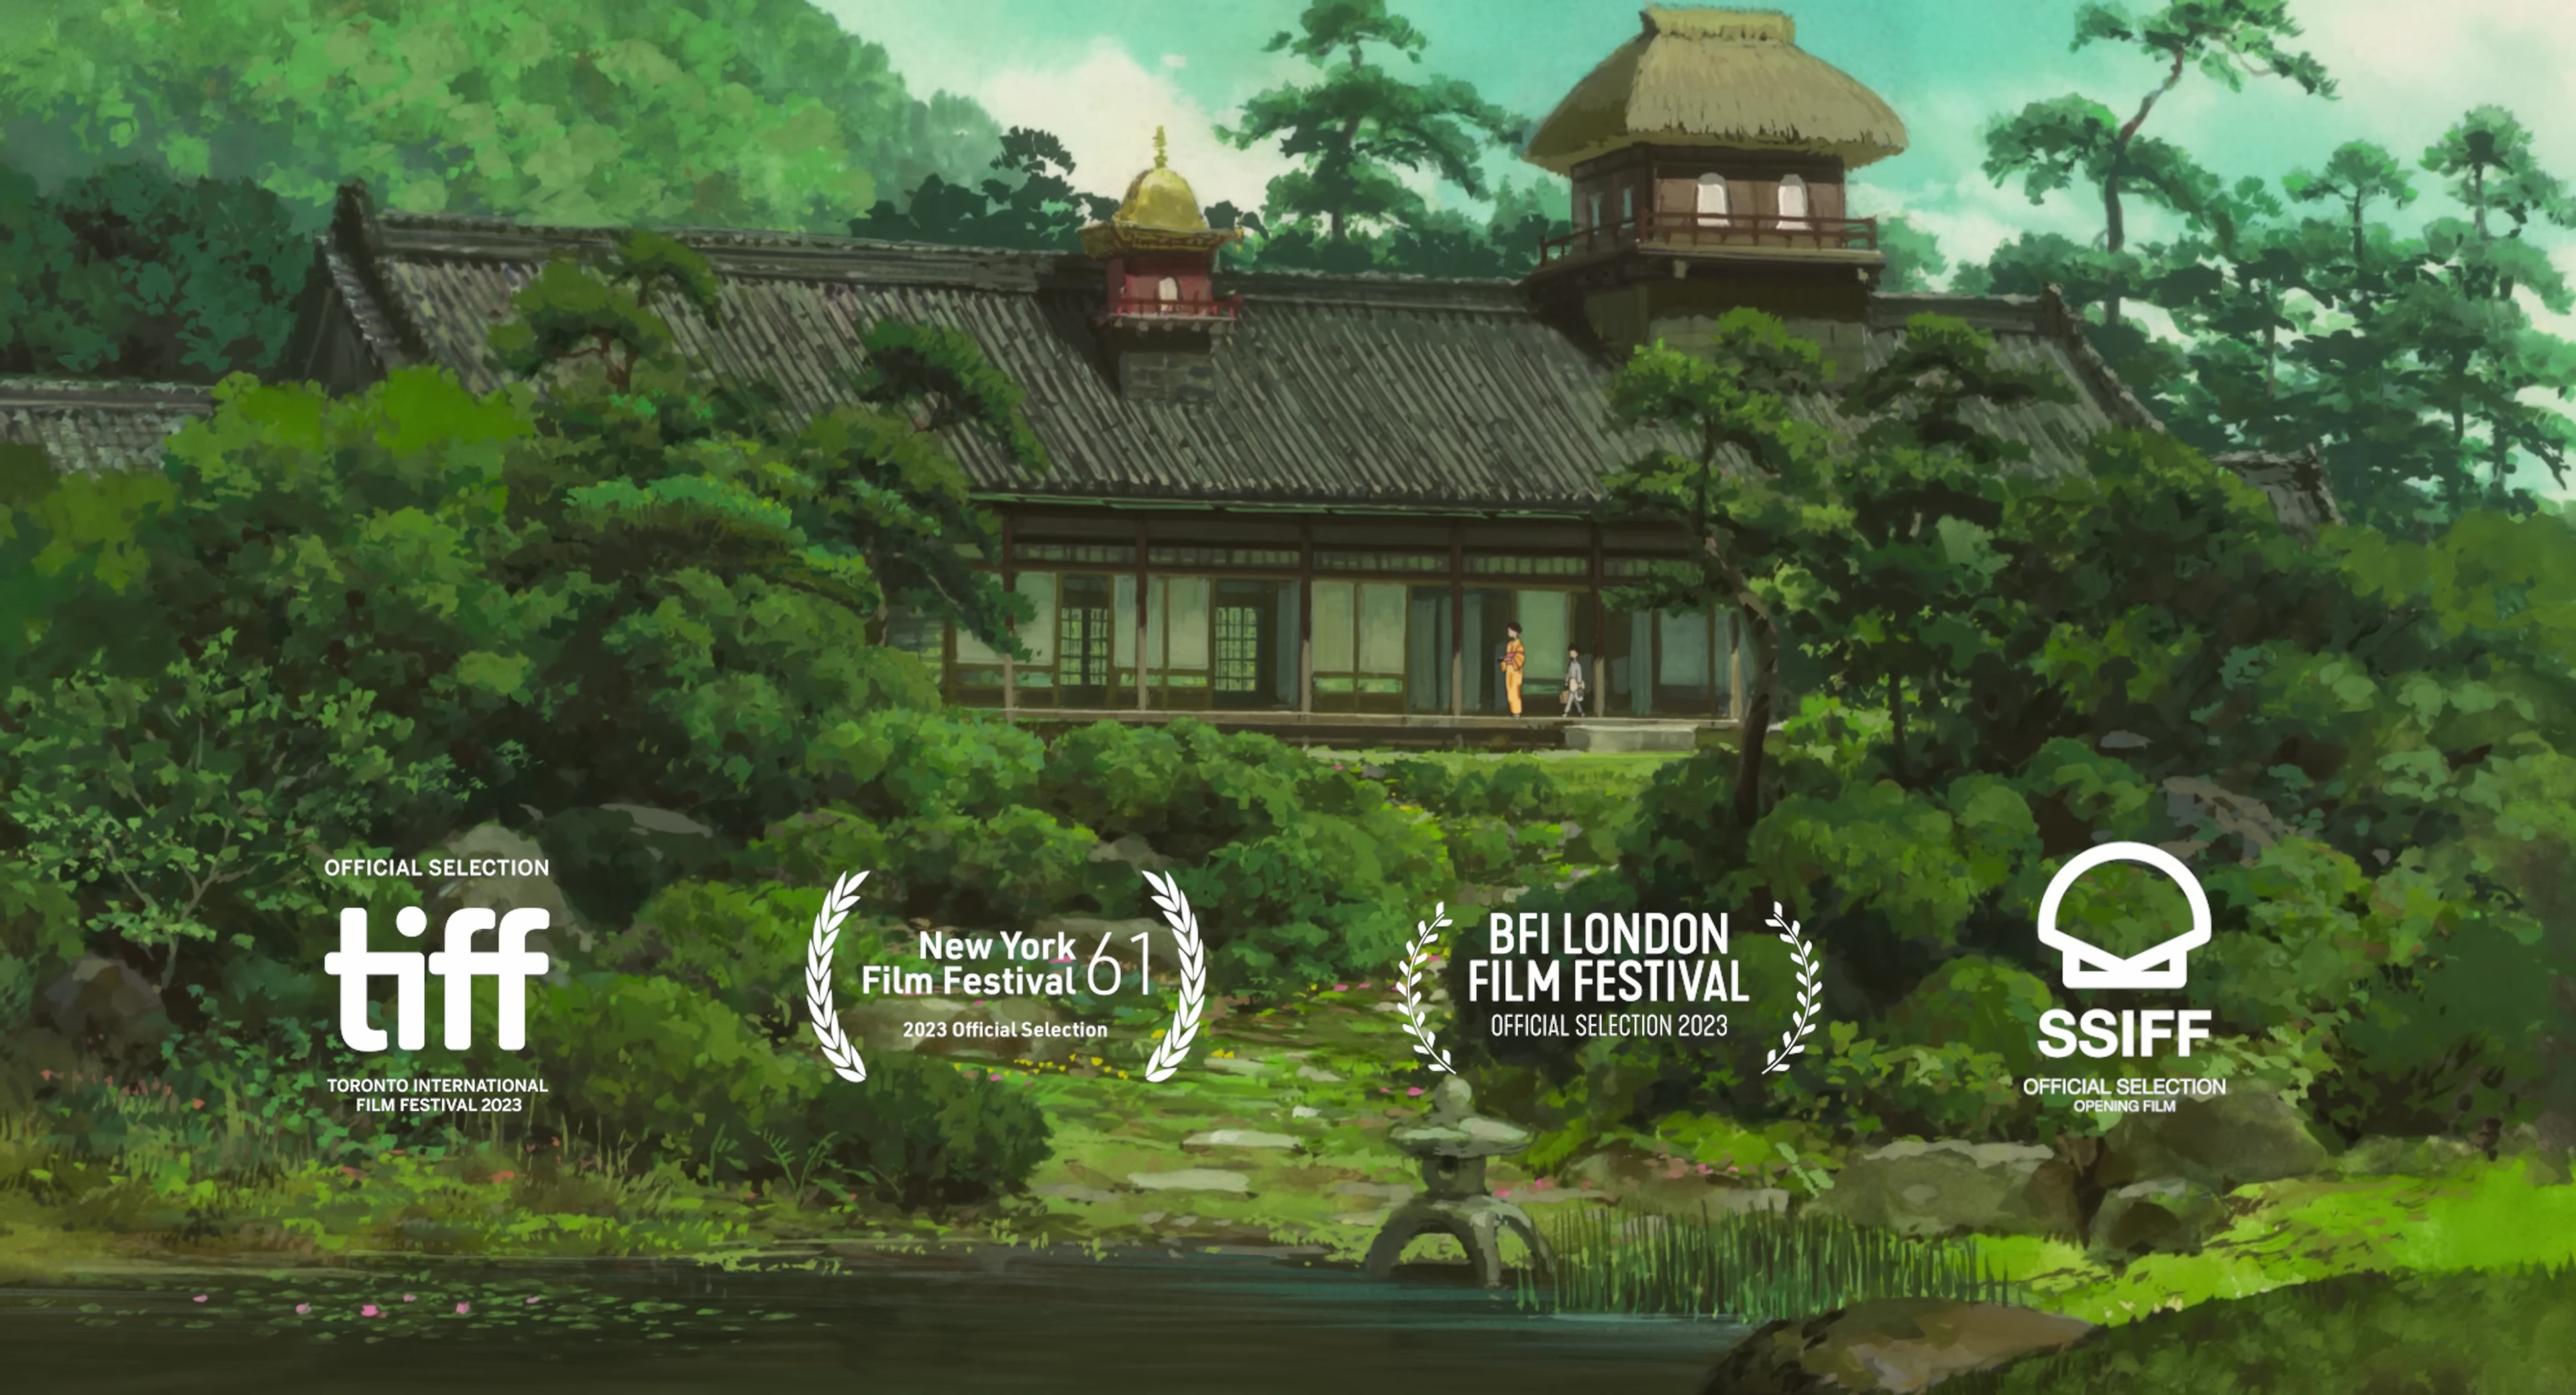 OFFICIAL SELECTION
tiff
TORONTO INTERNATIONAL
FILM FESTIVAL 2023
New York
Film Festival 61
2023 Official Selection
BFI LONDON
FILM FESTIVAL
OFFICIAL SELECTION 2023
SSIFF
OFFICIAL SELECTION
OPENING FILM